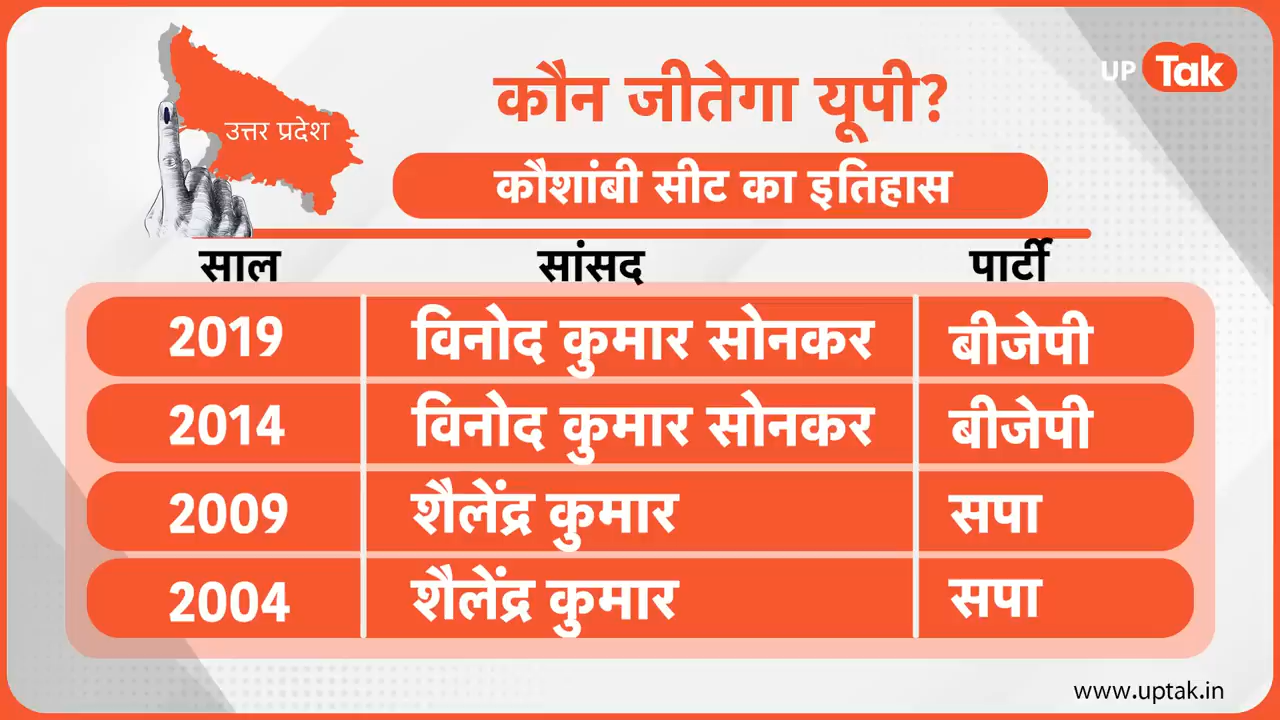 UP Tak
कौन जीतेगा यूपी?
उत्तर प्रदेश
कौशांबी सीट का इतिहास
साल सांसद पार्टी
2019 विनोद कुमार सोनकर बीजेपी
2014 विनोद कुमार सोनकर बीजेपी
2009 शैलेंद्र कुमार सपा
2004 शैलेंद्र कुमार सपा
www.uptak.in